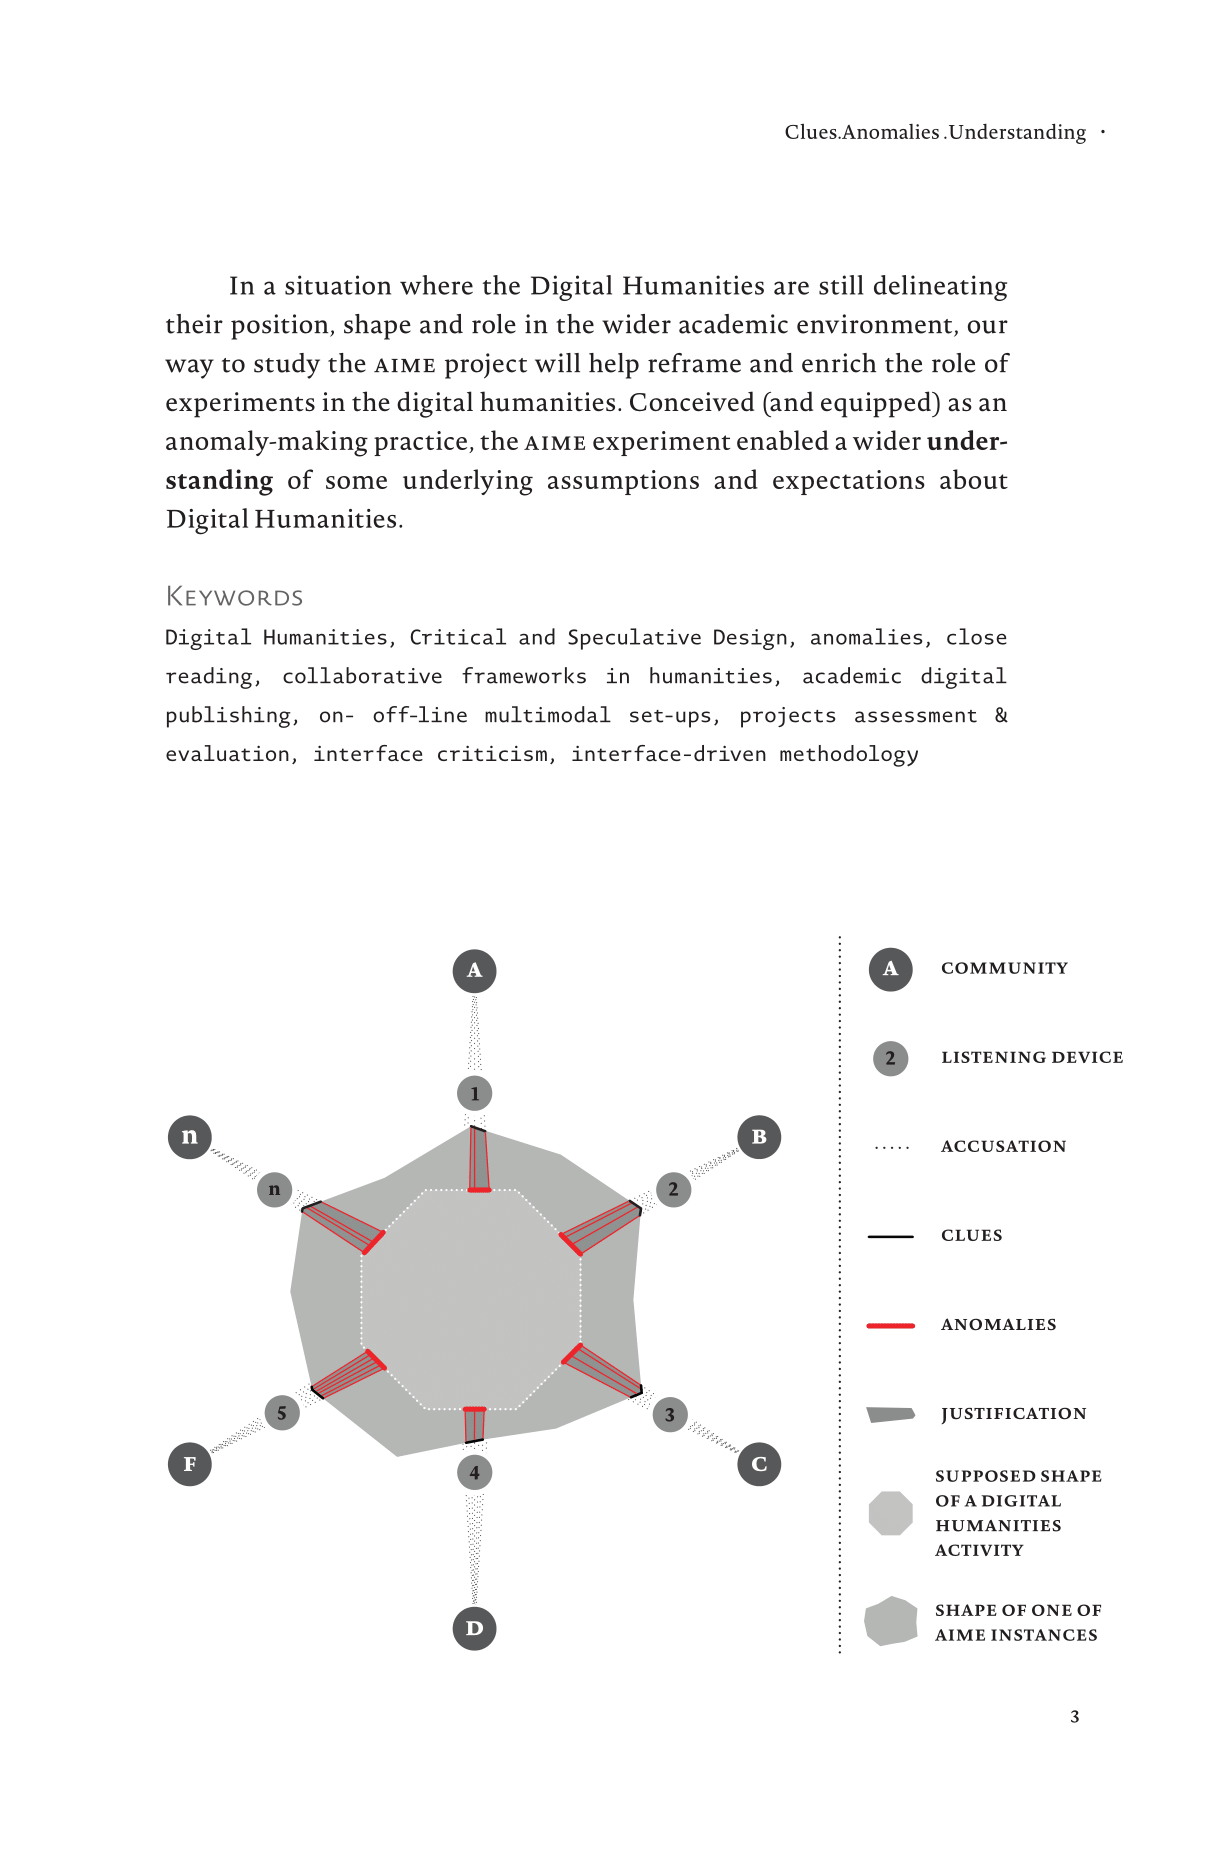 Clues.Anomalies.Understanding ·
In a situation where the Digital Humanities are still delineating
their position, shape and role in the wider academic environment, our
way to study the AIME project will help reframe and enrich the role of
experiments in the digital humanities. Conceived (and equipped) as an
anomaly-making practice, the AIME experiment enabled a wider under-
standing of some underlying assumptions and expectations about
Digital Humanities.
Keywords
Digital Humanities, Critical and Speculative Design, anomalies, close
reading, collaborative frameworks in humanities, academic digital
publishing, on- off-line multimodal set-ups, projects assessment &
evaluation, interface criticism, interface-driven methodology
A
1
n
B
n
2
5
3
F
4
C
D
A COMMUNITY
2 LISTENING DEVICE
ACCUSATION
CLUES
ANOMALIES
JUSTIFICATION
SUPPOSED SHAPE
OF A DIGITAL
HUMANITIES
ACTIVITY
SHAPE OF ONE OF
AIME INSTANCES
3